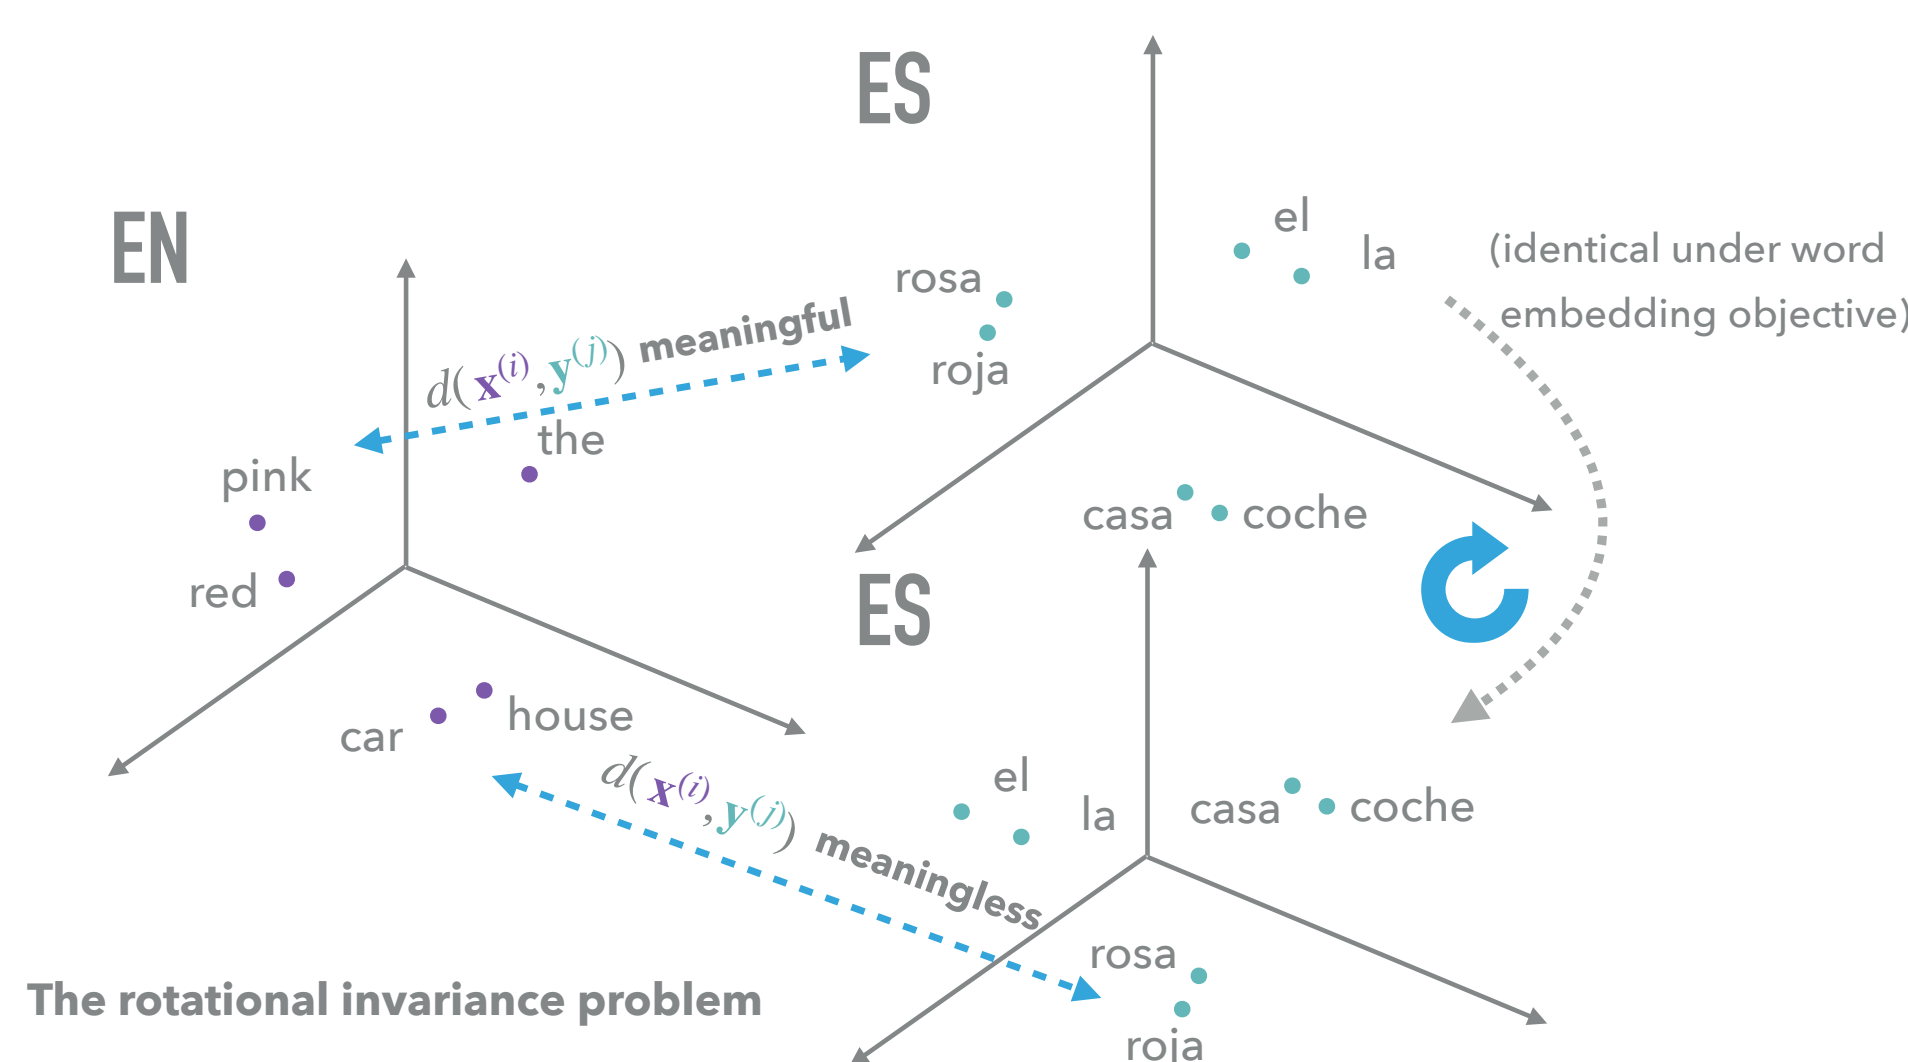 EN
pink
red
the
car
house
d(x⁽ⁱ⁾, y⁽ʲ⁾) meaningful
ES
rosa
roja
el
la
casa
coche
(identical under word
embedding objective)
d(x⁽ⁱ⁾, y⁽ʲ⁾) meaningless
ES
el
la
casa
coche
rosa
roja
The rotational invariance problem